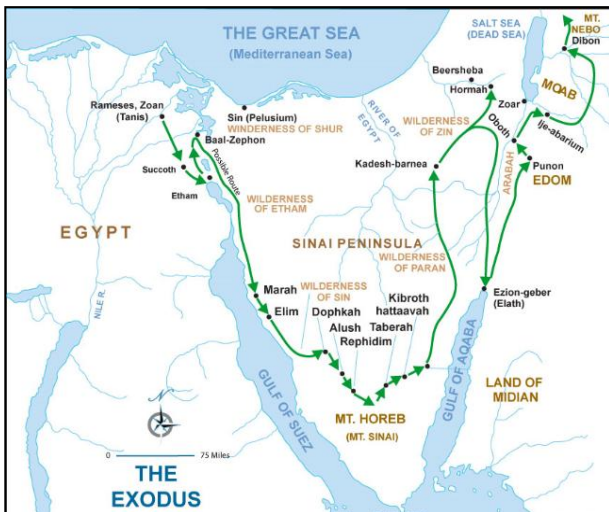 THE GREAT SEA
(Mediterranean Sea)
SALT SEA
(DEAD SEA)
MT.
NEBO
Dibon
MOAB
Beersheba
Hormah
Zoar
Ije-abarium
Oboth
Rameses, Zoan
(Tanis)
Sin (Pelusium)
WINDERNESS OF SHUR
Baal-Zephon
RIVER OF
EGYPT
WILDERNESS
OF ZIN
Kadesh-barnea
ARABAH
Punon
EDOM
Succoth
Etham
Possible Route
WILDERNESS
OF ETHAM
EGYPT
SINAI PENINSULA
WILDERNESS
OF PARAN
NILE R.
Marah
Elim
WILDERNESS
OF SIN
Dophkah
Alush
Rephidim
Kibroth
hattaavah
Taberah
Ezion-geber
(Elath)
GULF OF SUEZ
GULF OF AQABA
LAND OF
MIDIAN
MT. HOREB
(MT. SINAI)
N
0 75 Miles
THE
EXODUS